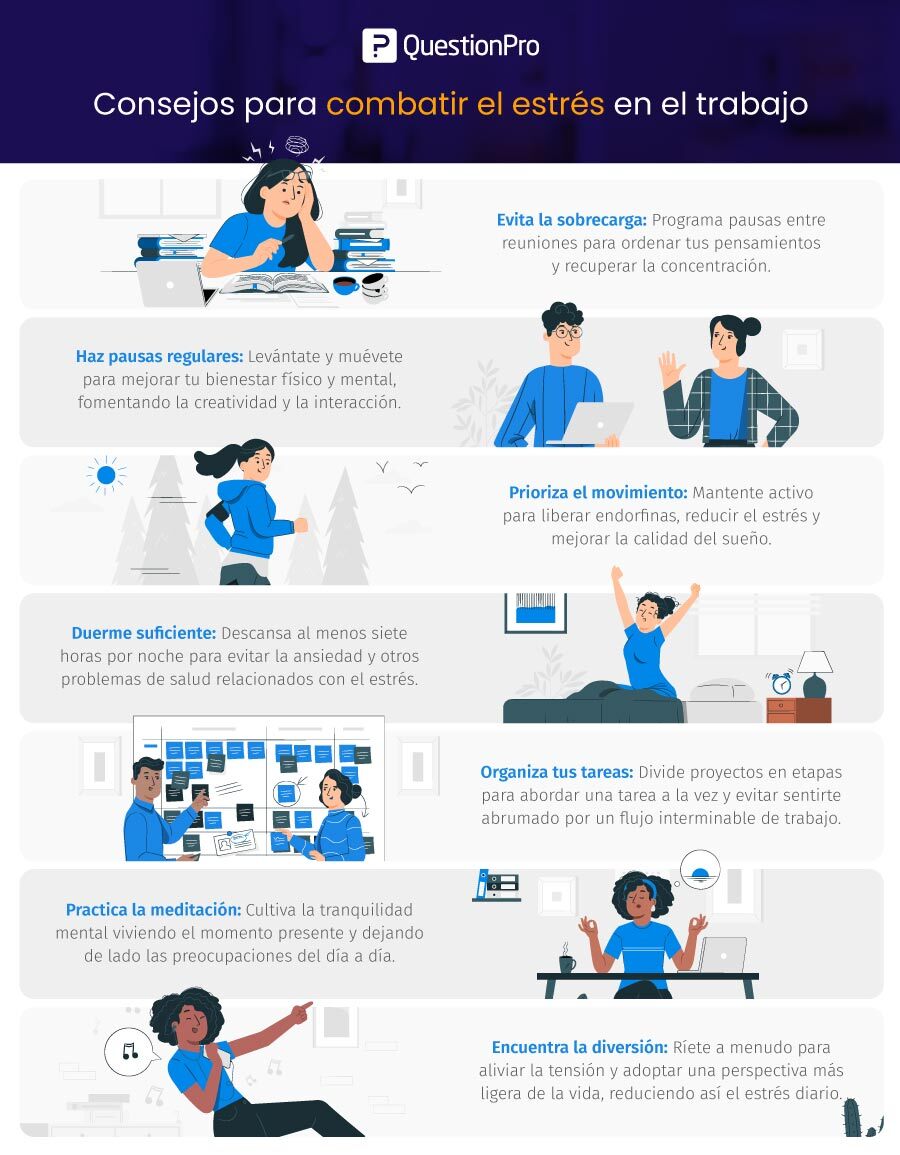 QuestionPro
Consejos para combatir el estrés en el trabajo
Evita la sobrecarga: Programa pausas entre
reuniones para ordenar tus pensamientos
y recuperar la concentración.
Haz pausas regulares: Levántate y muévete
para mejorar tu bienestar físico y mental,
fomentando la creatividad y la interacción.
Prioriza el movimiento: Mantente activo
para liberar endorfinas, reducir el estrés y
mejorar la calidad del sueño.
Duerme suficiente: Descansa al menos siete
horas por noche para evitar la ansiedad y otros
problemas de salud relacionados con el estrés.
Organiza tus tareas: Divide proyectos en etapas
para abordar una tarea a la vez y evitar sentirte
abrumado por un flujo interminable de trabajo.
Practica la meditación: Cultiva la tranquilidad
mental viviendo el momento presente y dejando
de lado las preocupaciones del día a día.
Encuentra la diversión: Ríete a menudo para
aliviar la tensión y adoptar una perspectiva más
ligera de la vida, reduciendo así el estrés diario.